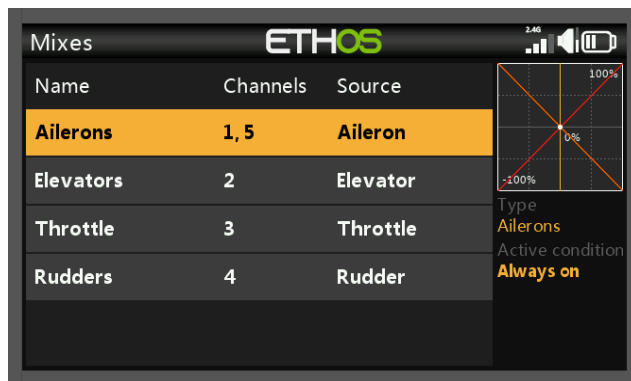 Mixes ETHOS 2.4G
Name Channels Source
Ailerons 1, 5 Aileron
Elevators 2 Elevator
Throttle 3 Throttle
Rudders 4 Rudder
100%
0%
-100%
Type
Ailerons
Active condition
Always on